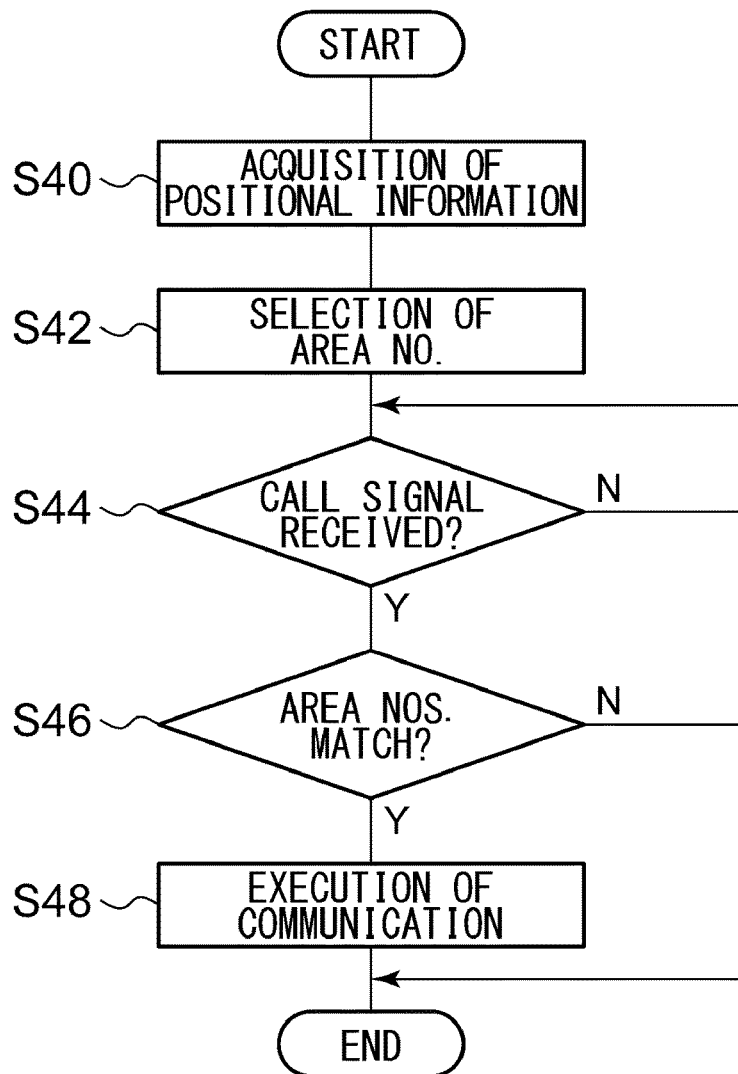 START
S40
ACQUISITION OF
POSITIONAL INFORMATION
S42
SELECTION OF
AREA NO.
S44
CALL SIGNAL
RECEIVED?
N
Y
S46
AREA NOS.
MATCH?
N
Y
S48
EXECUTION OF
COMMUNICATION
END